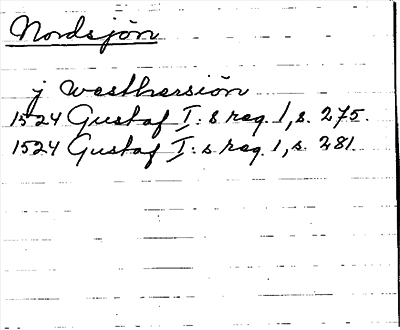 Nordsjön
j westhersiön
1524 Gustaf I:s reg. 1, s. 275.
1524 Gustaf I:s reg. 1, s. 281.